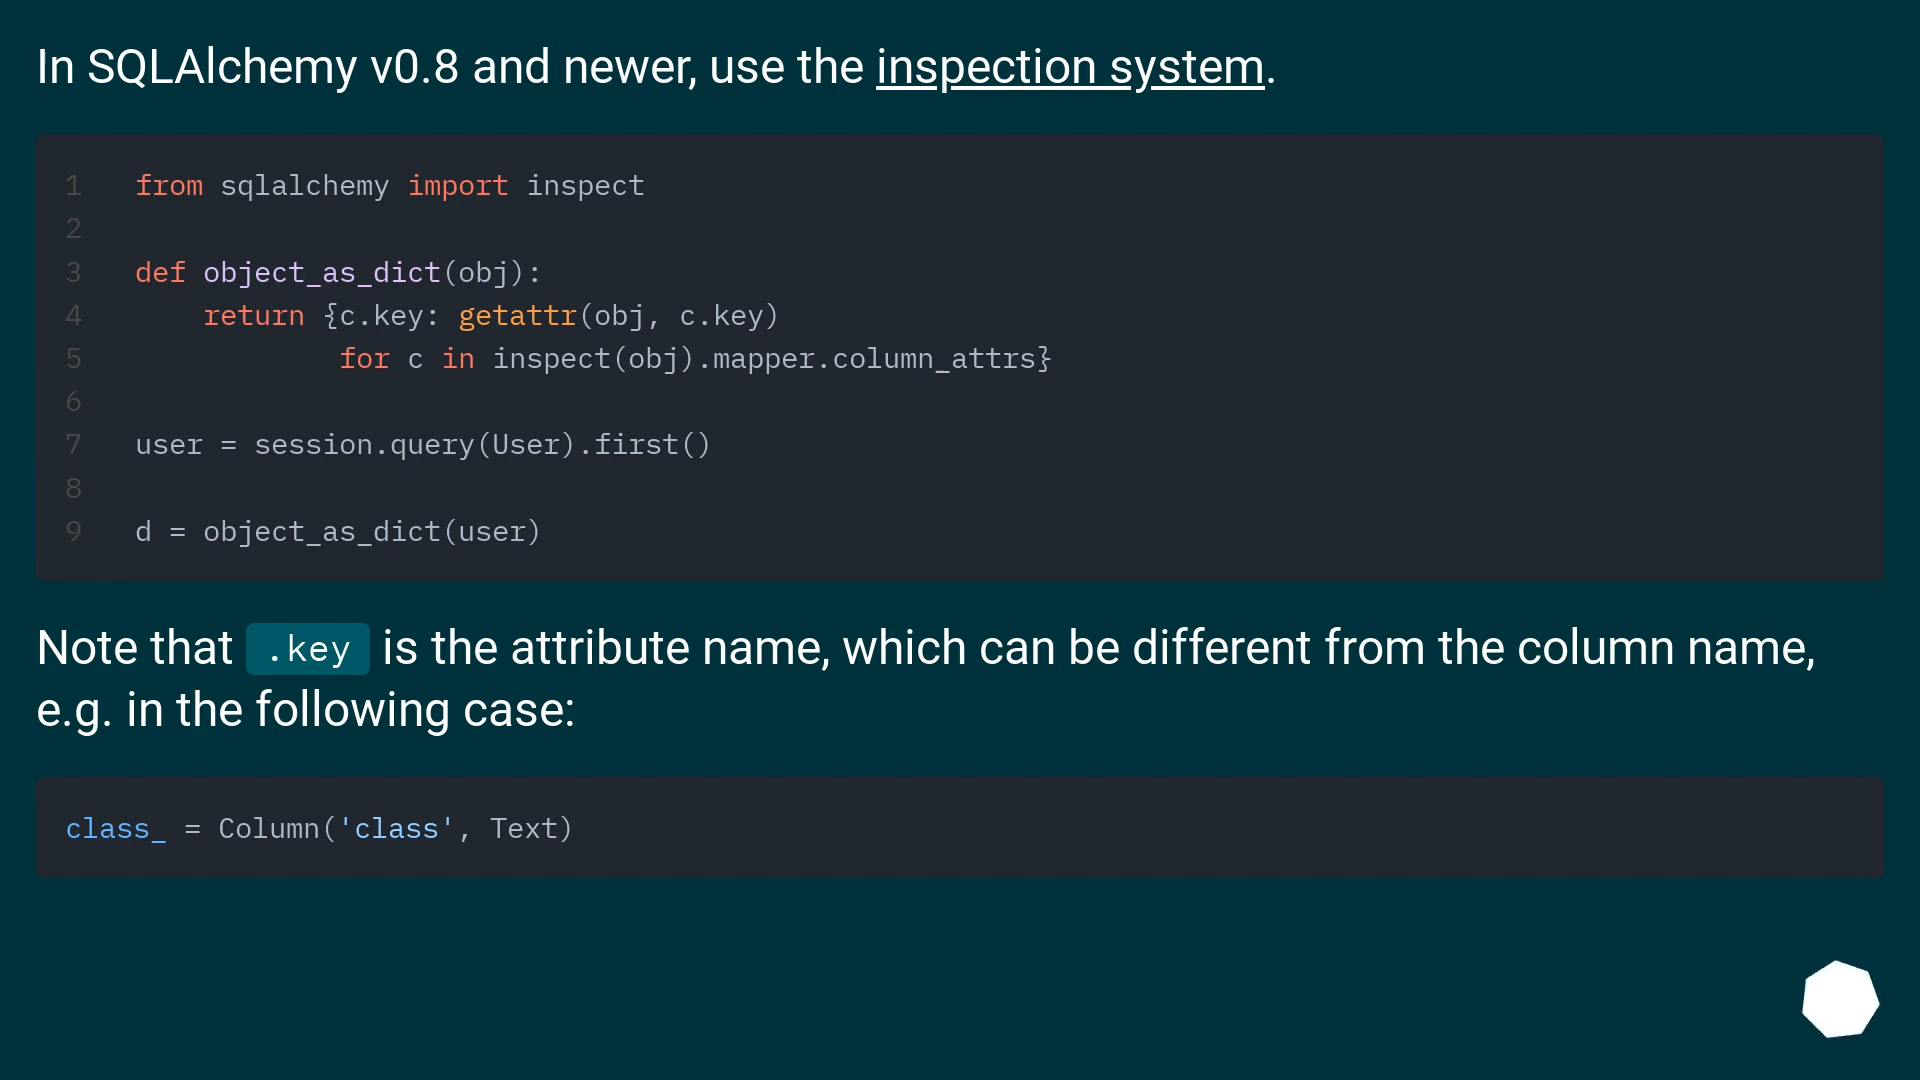 In SQLAlchemy v0.8 and newer, use the inspection system.
1 from sqlalchemy import inspect
2
3 def object_as_dict(obj):
4     return {c.key: getattr(obj, c.key)
5             for c in inspect(obj).mapper.column_attrs}
6
7 user = session.query(User).first()
8
9 d = object_as_dict(user)
Note that .key is the attribute name, which can be different from the column name,
e.g. in the following case:
class_ = Column('class', Text)